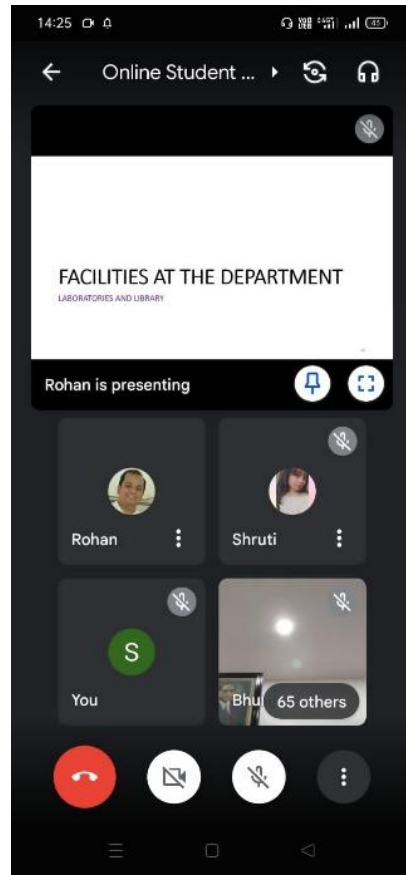 14:25
45
Online Student ...
FACILITIES AT THE DEPARTMENT
LABORATORIES AND LIBRARY
Rohan is presenting
Rohan
Shruti
S
You
Bhu
65 others